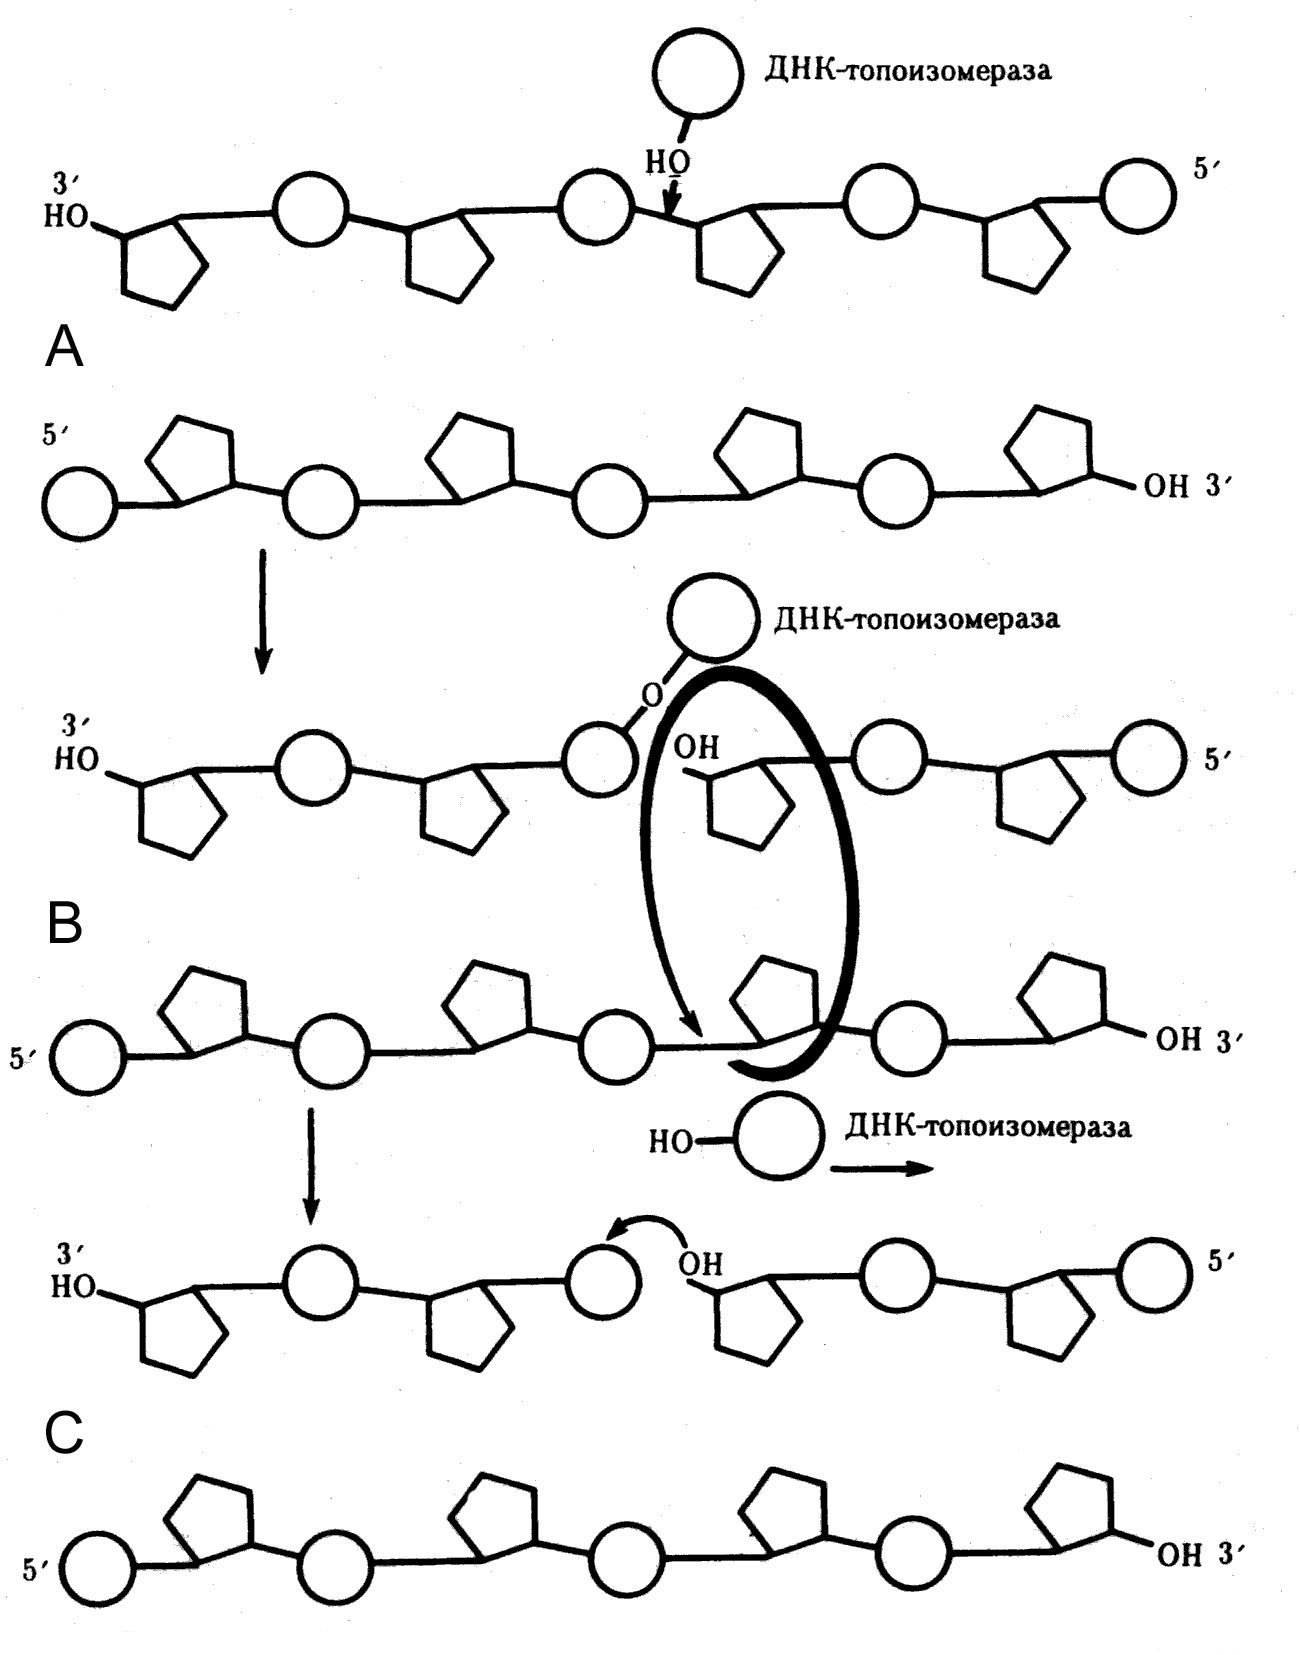 ДНК-топоизомераза
HO
3′
HO
5′
A
5′
OH 3′
ДНК-топоизомераза
O
3′
HO
OH
5′
B
5′
OH 3′
HO
ДНК-топоизомераза
3′
HO
OH
5′
C
5′
OH 3′